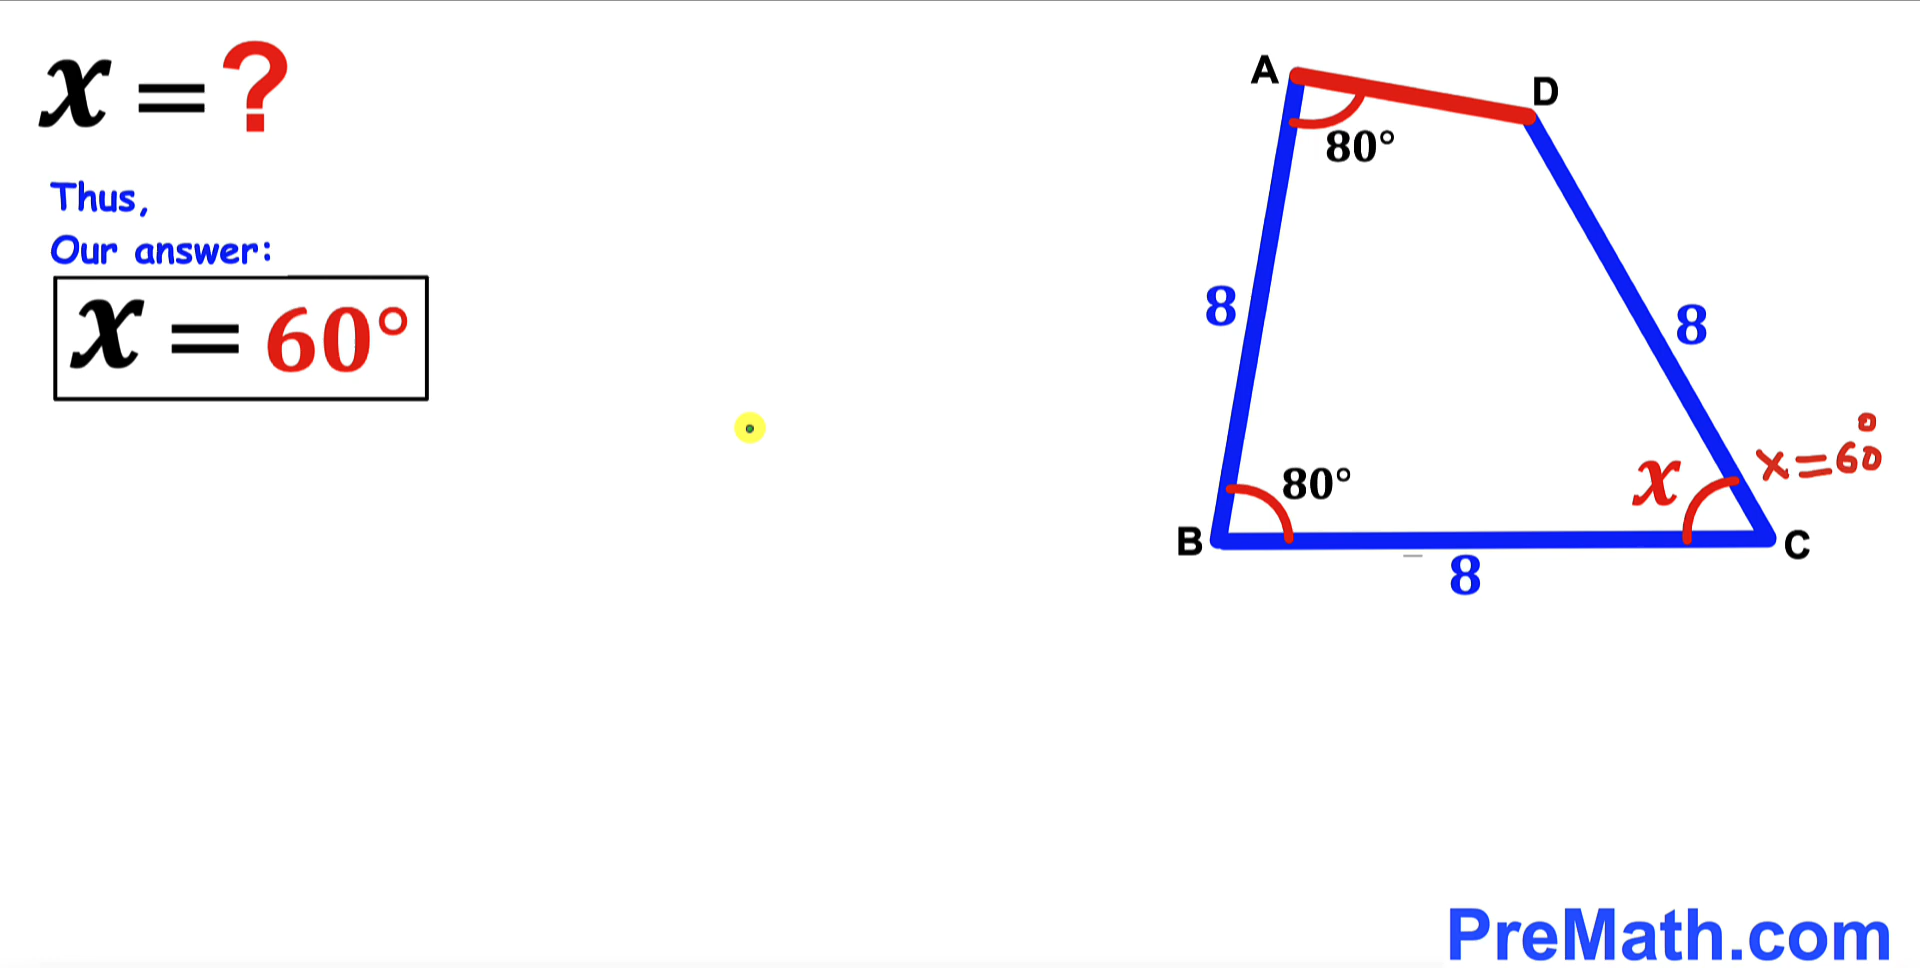 x = ?
Thus,
Our answer:
x = 60°
A
D
80°
8
8
x = 60°
80°
x
B
C
8
PreMath.com